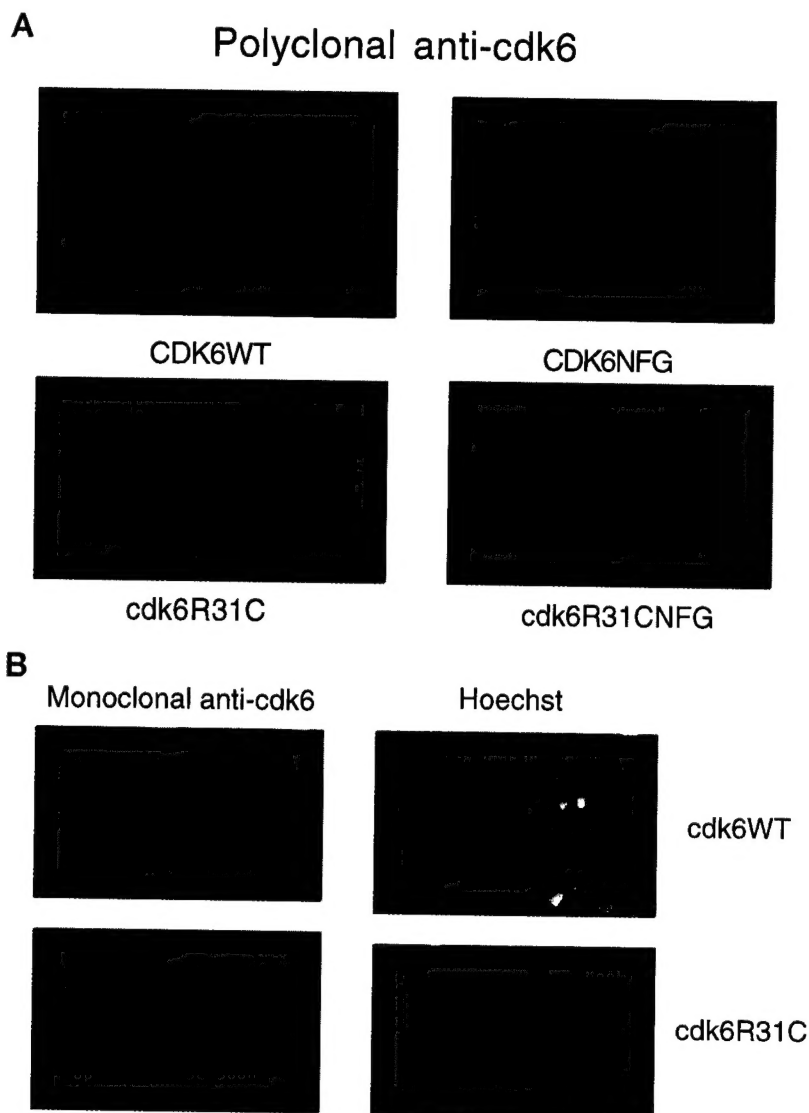 A
Polyclonal anti-cdk6
CDK6WT
CDK6NFG
cdk6R31C
cdk6R31CNFG
B
Monoclonal anti-cdk6
Hoechst
cdk6WT
cdk6R31C